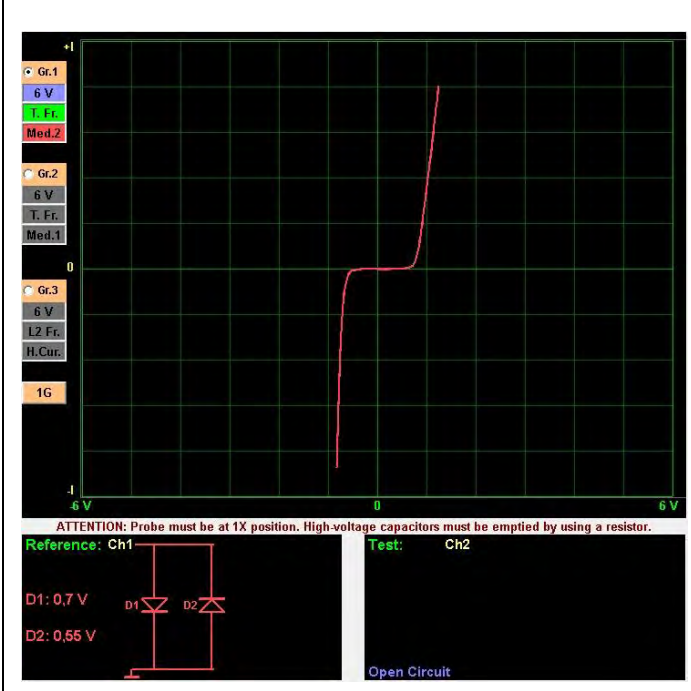 +I
Gr.1
6 V
T. Fr.
Med.2
Gr.2
6 V
T. Fr.
Med.1
0
Gr.3
6 V
L2 Fr.
H.Cur.
1G
-I
-6 V 0 6 V
ATTENTION: Probe must be at 1X position. High-voltage capacitors must be emptied by using a resistor.
Reference: Ch1
D1: 0,7 V
D1 D2
D2: 0,55 V
Test: Ch2
Open Circuit